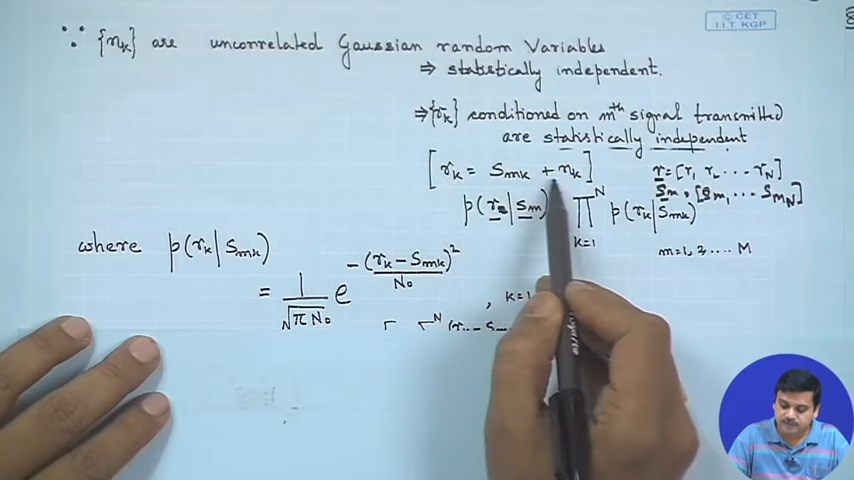 © CET
I.I.T. KGP
∵ {n_k} are uncorrelated Gaussian random Variables
⇒ statistically independent.
⇒ {r_k} conditioned on m^th signal transmitted
are statistically independent
[r_k = S_mk + n_k] r = [r_1 r_2 ... r_N]
S_m = [S_m1 ... S_mN]
p(r | S_m) ∏_{k=1}^{N} p(r_k | S_mk)
m = 1, 2, .... M
where p(r_k | S_mk)
= 1/√(πN_0) e^{-(r_k - S_mk)^2 / N_0}
, k=1